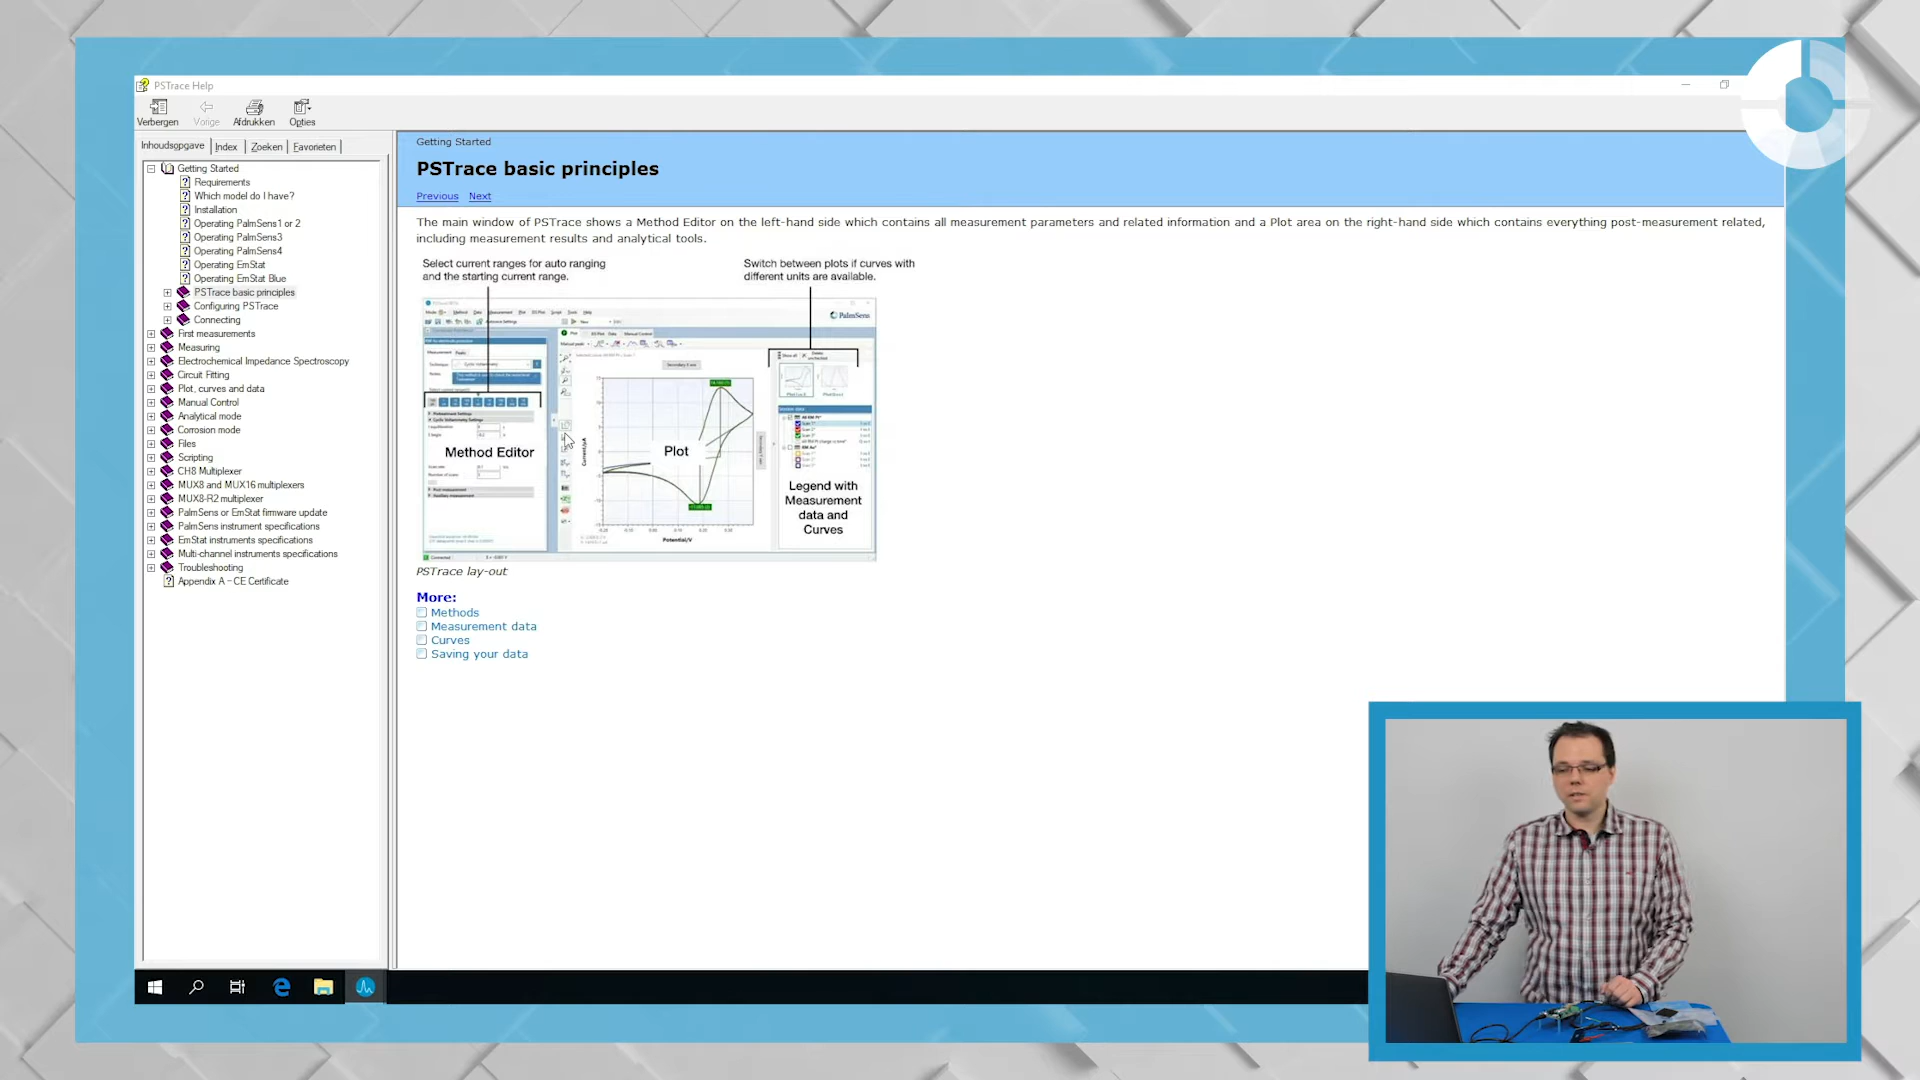 PSTrace Help
Verbergen Vorige Afdrukken Opties
Inhoudsopgave Index Zoeken Favorieten
Getting Started
Requirements
Which model do I have?
Installation
Operating PalmSens1 or 2
Operating PalmSens3
Operating PalmSens4
Operating EmStat
Operating EmStat Blue
PSTrace basic principles
Configuring PSTrace
Connecting
First measurements
Measuring
Electrochemical Impedance Spectroscopy
Circuit Fitting
Plot, curves and data
Manual Control
Analytical mode
Corrosion mode
Files
Scripting
CH8 Multiplexer
MUX8 and MUX16 multiplexers
MUX8-R2 multiplexer
PalmSens or EmStat firmware update
PalmSens instrument specifications
EmStat instruments specifications
Multi-channel instruments specifications
Troubleshooting
Appendix A - CE Certificate
Getting Started
PSTrace basic principles
Previous Next
The main window of PSTrace shows a Method Editor on the left-hand side which contains all measurement parameters and related information and a Plot area on the right-hand side which contains everything post-measurement related,
including measurement results and analytical tools.
Select current ranges for auto ranging
and the starting current range.
Switch between plots if curves with
different units are available.
PalmSens
Method Editor
Plot
Legend with
Measurement
data and
Curves
Current/µA
Potential/V
PSTrace lay-out
More:
Methods
Measurement data
Curves
Saving your data